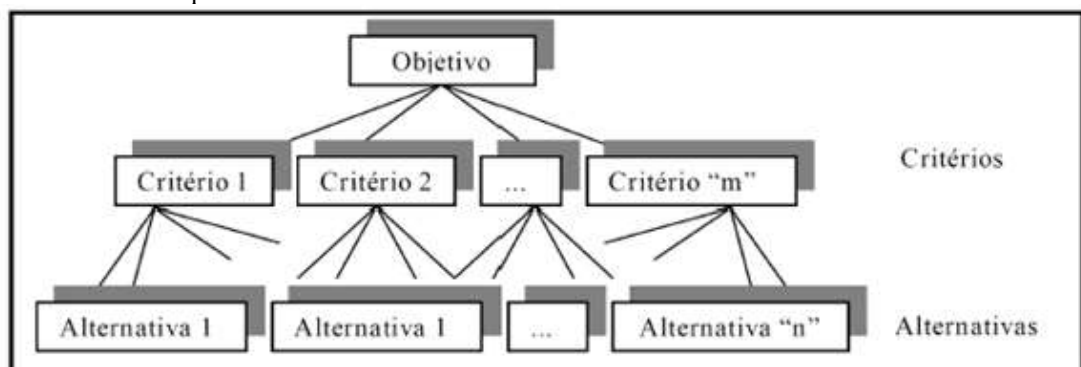 Objetivo
Critério 1 Critério 2 ... Critério “m” Critérios
Alternativa 1 Alternativa 1 ... Alternativa “n” Alternativas